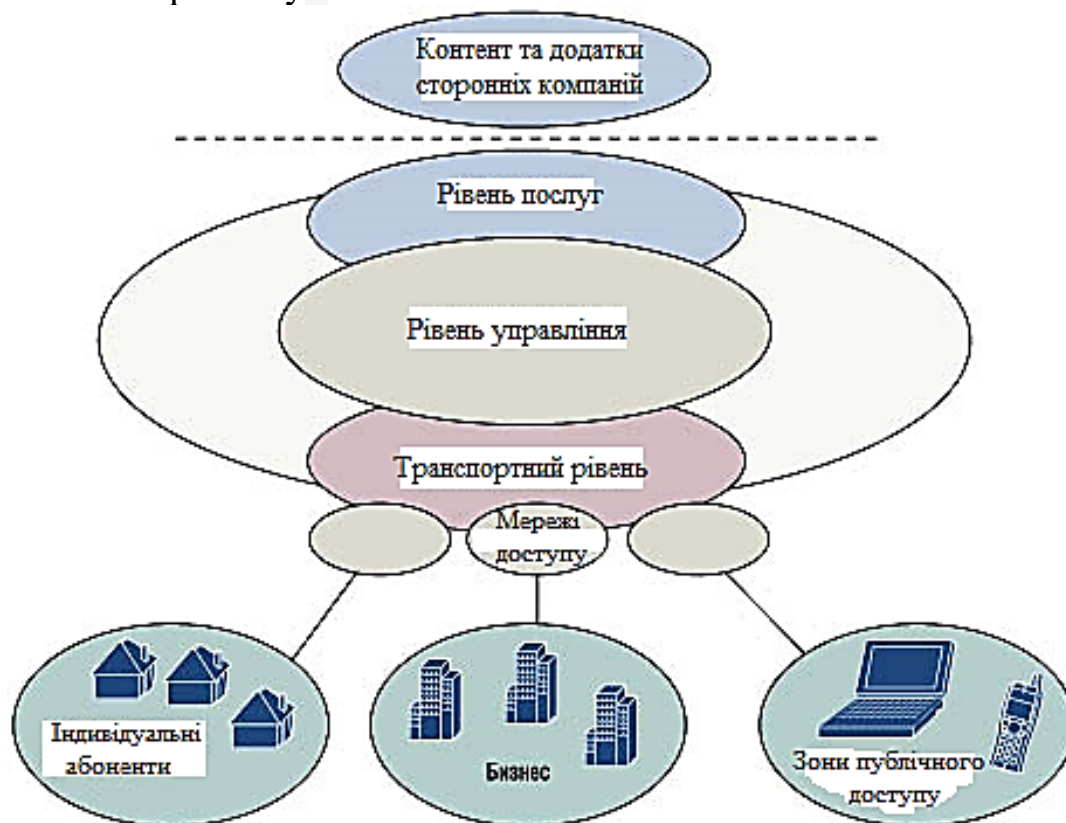 Контент та додатки
сторонніх компаній
Рівень послуг
Рівень управління
Транспортний рівень
Мережі
доступу
Індивідуальні
абоненти
Бизнес
Зони публічного
доступу